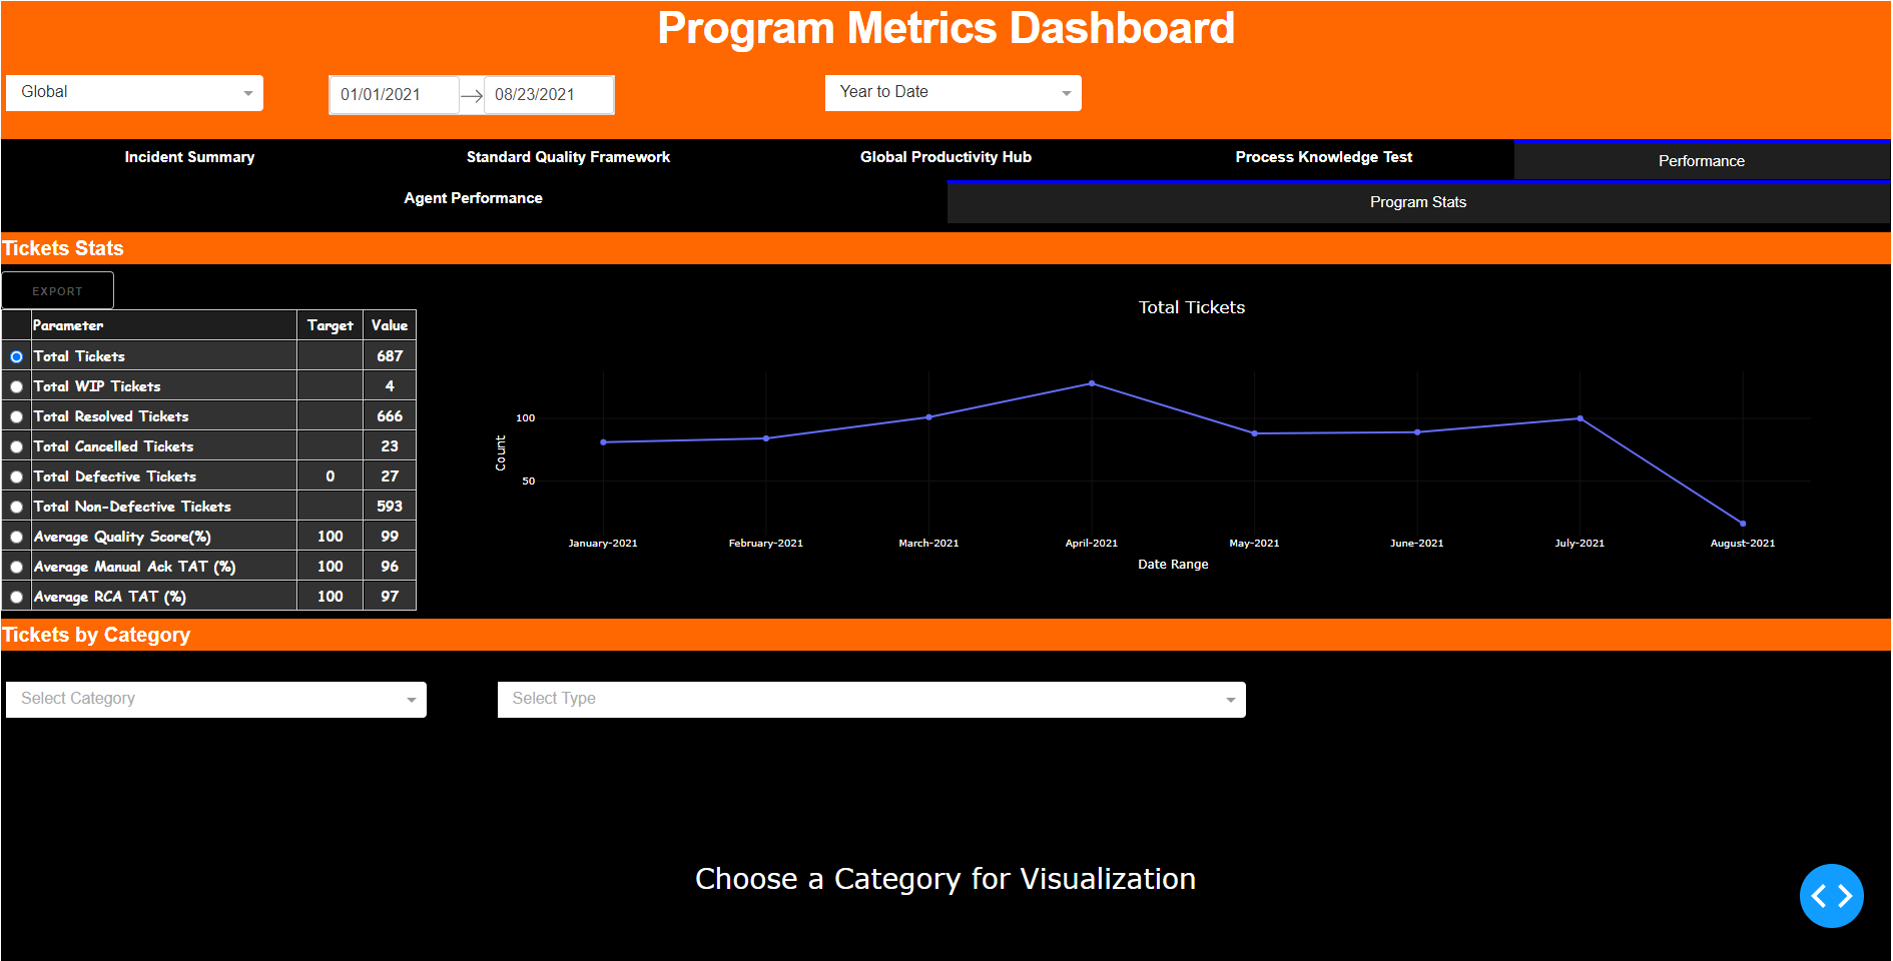 Program Metrics Dashboard
Global
01/01/2021
08/23/2021
Year to Date
Incident Summary
Standard Quality Framework
Global Productivity Hub
Process Knowledge Test
Performance
Agent Performance
Program Stats
Tickets Stats
EXPORT
Parameter Target Value
Total Tickets 687
Total WIP Tickets 4
Total Resolved Tickets 666
Total Cancelled Tickets 23
Total Defective Tickets 0 27
Total Non-Defective Tickets 593
Average Quality Score(%) 100 99
Average Manual Ack TAT (%) 100 96
Average RCA TAT (%) 100 97
Total Tickets
Count
100
50
January-2021
February-2021
March-2021
April-2021
May-2021
June-2021
July-2021
August-2021
Date Range
Tickets by Category
Select Category
Select Type
Choose a Category for Visualization